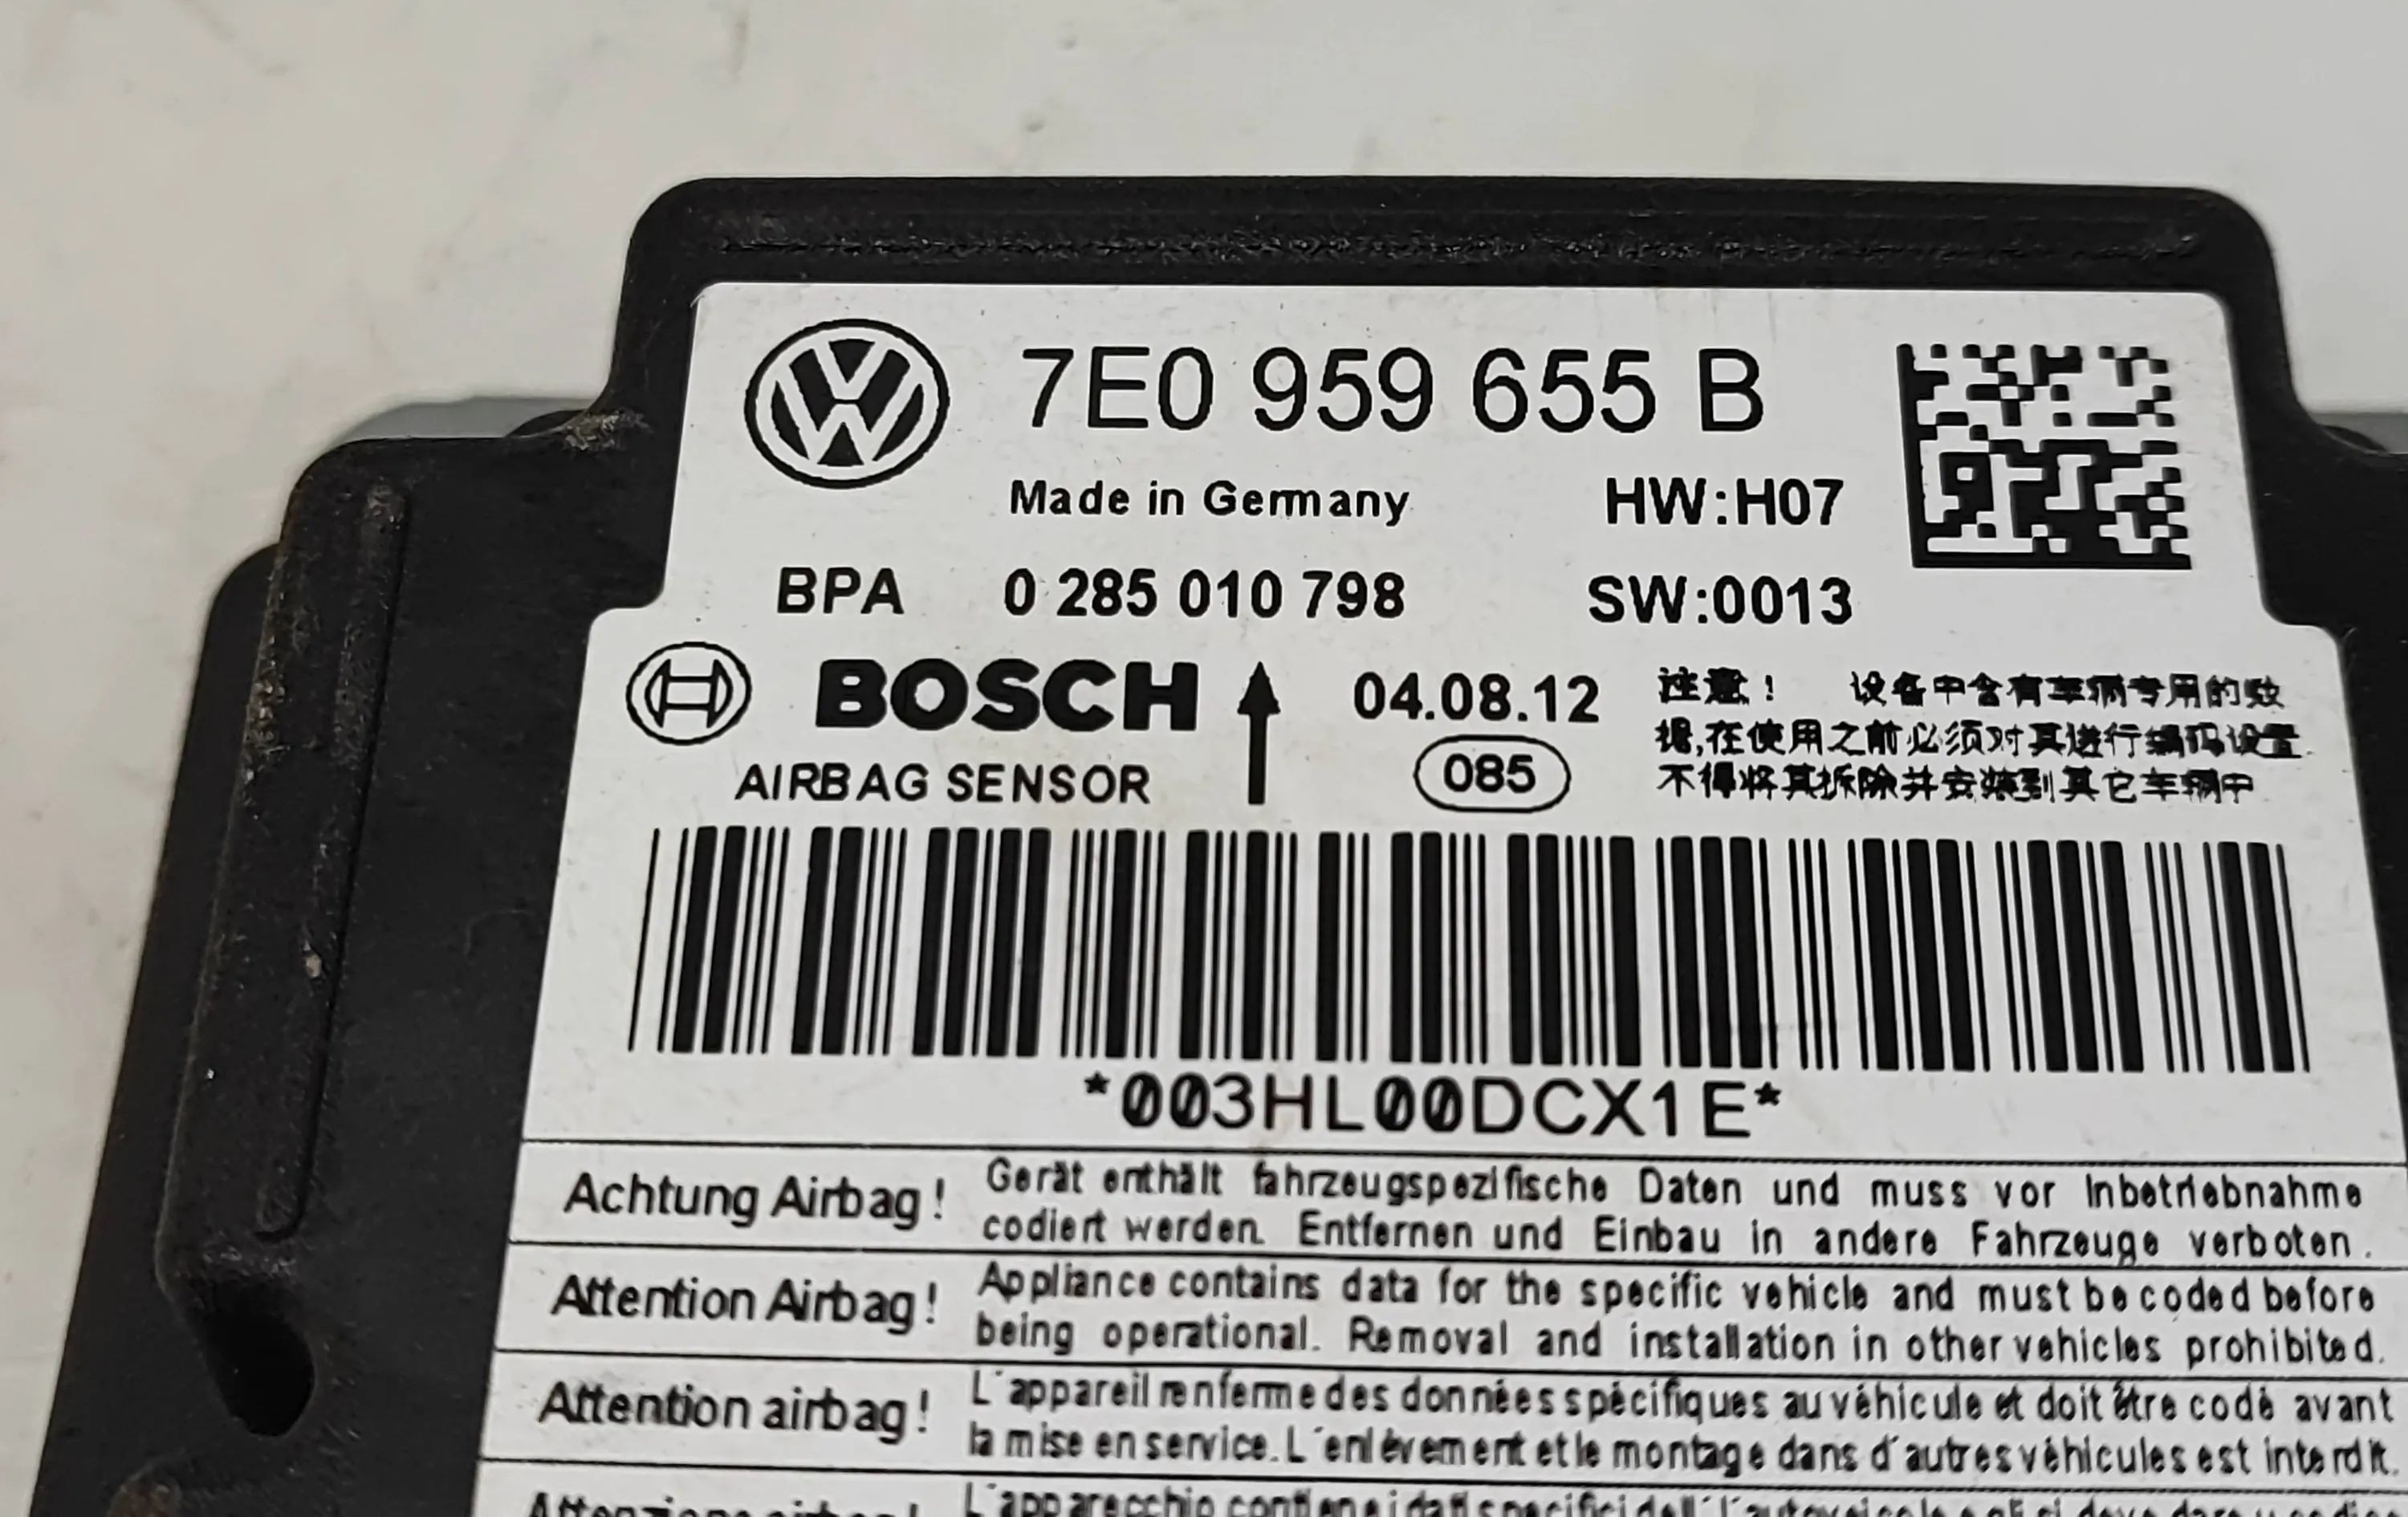 7E0 959 655 B
Made in Germany HW:H07
BPA 0 285 010 798 SW:0013
BOSCH 04.08.12
AIRBAG SENSOR 085
注意！ 设备中含有车辆专用的数
据,在使用之前必须对其进行编码设置
不得将其拆除并安装到其它车辆中
*003HL00DCX1E*
Achtung Airbag! Gerät enthält fahrzeugspezifische Daten und muss vor Inbetriebnahme
codiert werden. Entfernen und Einbau in andere Fahrzeuge verboten.
Attention Airbag! Appliance contains data for the specific vehicle and must be coded before
being operational. Removal and installation in other vehicles prohibited.
Attention airbag! L´appareil renferme des données spécifiques au véhicule et doit être codé avant
la mise en service. L´enlèvement et le montage dans d´autres véhicules est interdit.
L´apparecchio contiene i dati specifici dell´